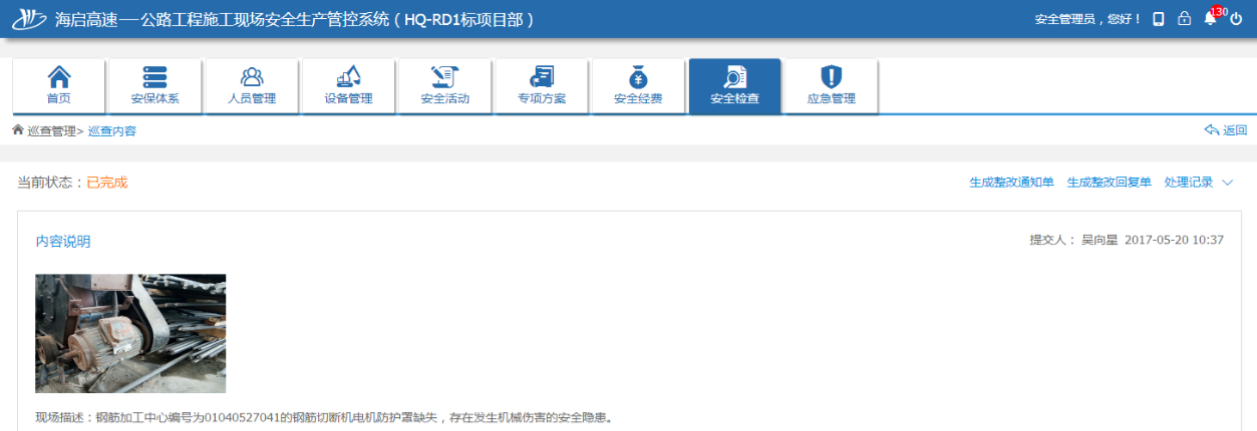 海启高速——公路工程施工现场安全生产管控系统（HQ-RD1标项目部） 安全管理员，您好！ 130
首页 安保体系 人员管理 设备管理 安全活动 专项方案 安全经费 安全检查 应急管理
巡查管理> 巡查内容 返回
当前状态：已完成 生成整改通知单 生成整改回复单 处理记录
内容说明 提交人： 吴向星 2017-05-20 10:37
现场描述：钢筋加工中心编号为01040527041的钢筋切断机电机防护罩缺失，存在发生机械伤害的安全隐患。